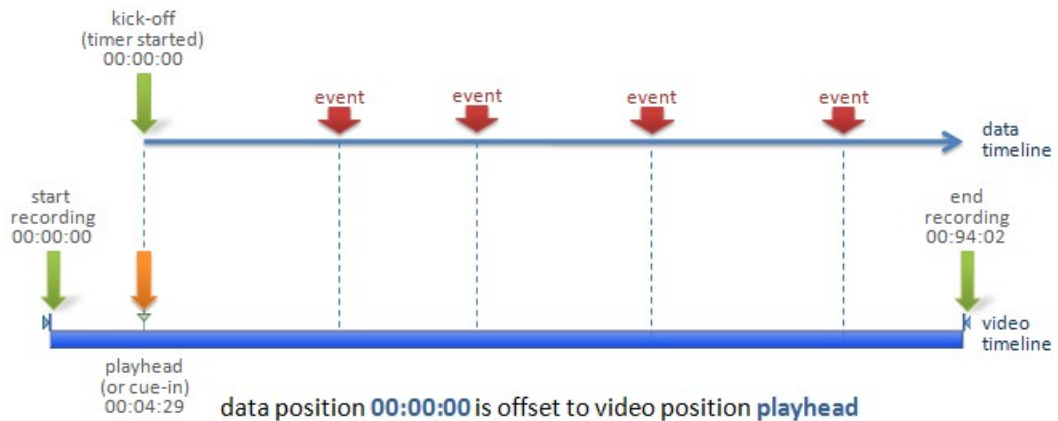 kick-off
(timer started)
00:00:00
event
event
event
event
data
timeline
start
recording
00:00:00
end
recording
00:94:02
video
timeline
playhead
(or cue-in)
00:04:29
data position 00:00:00 is offset to video position playhead